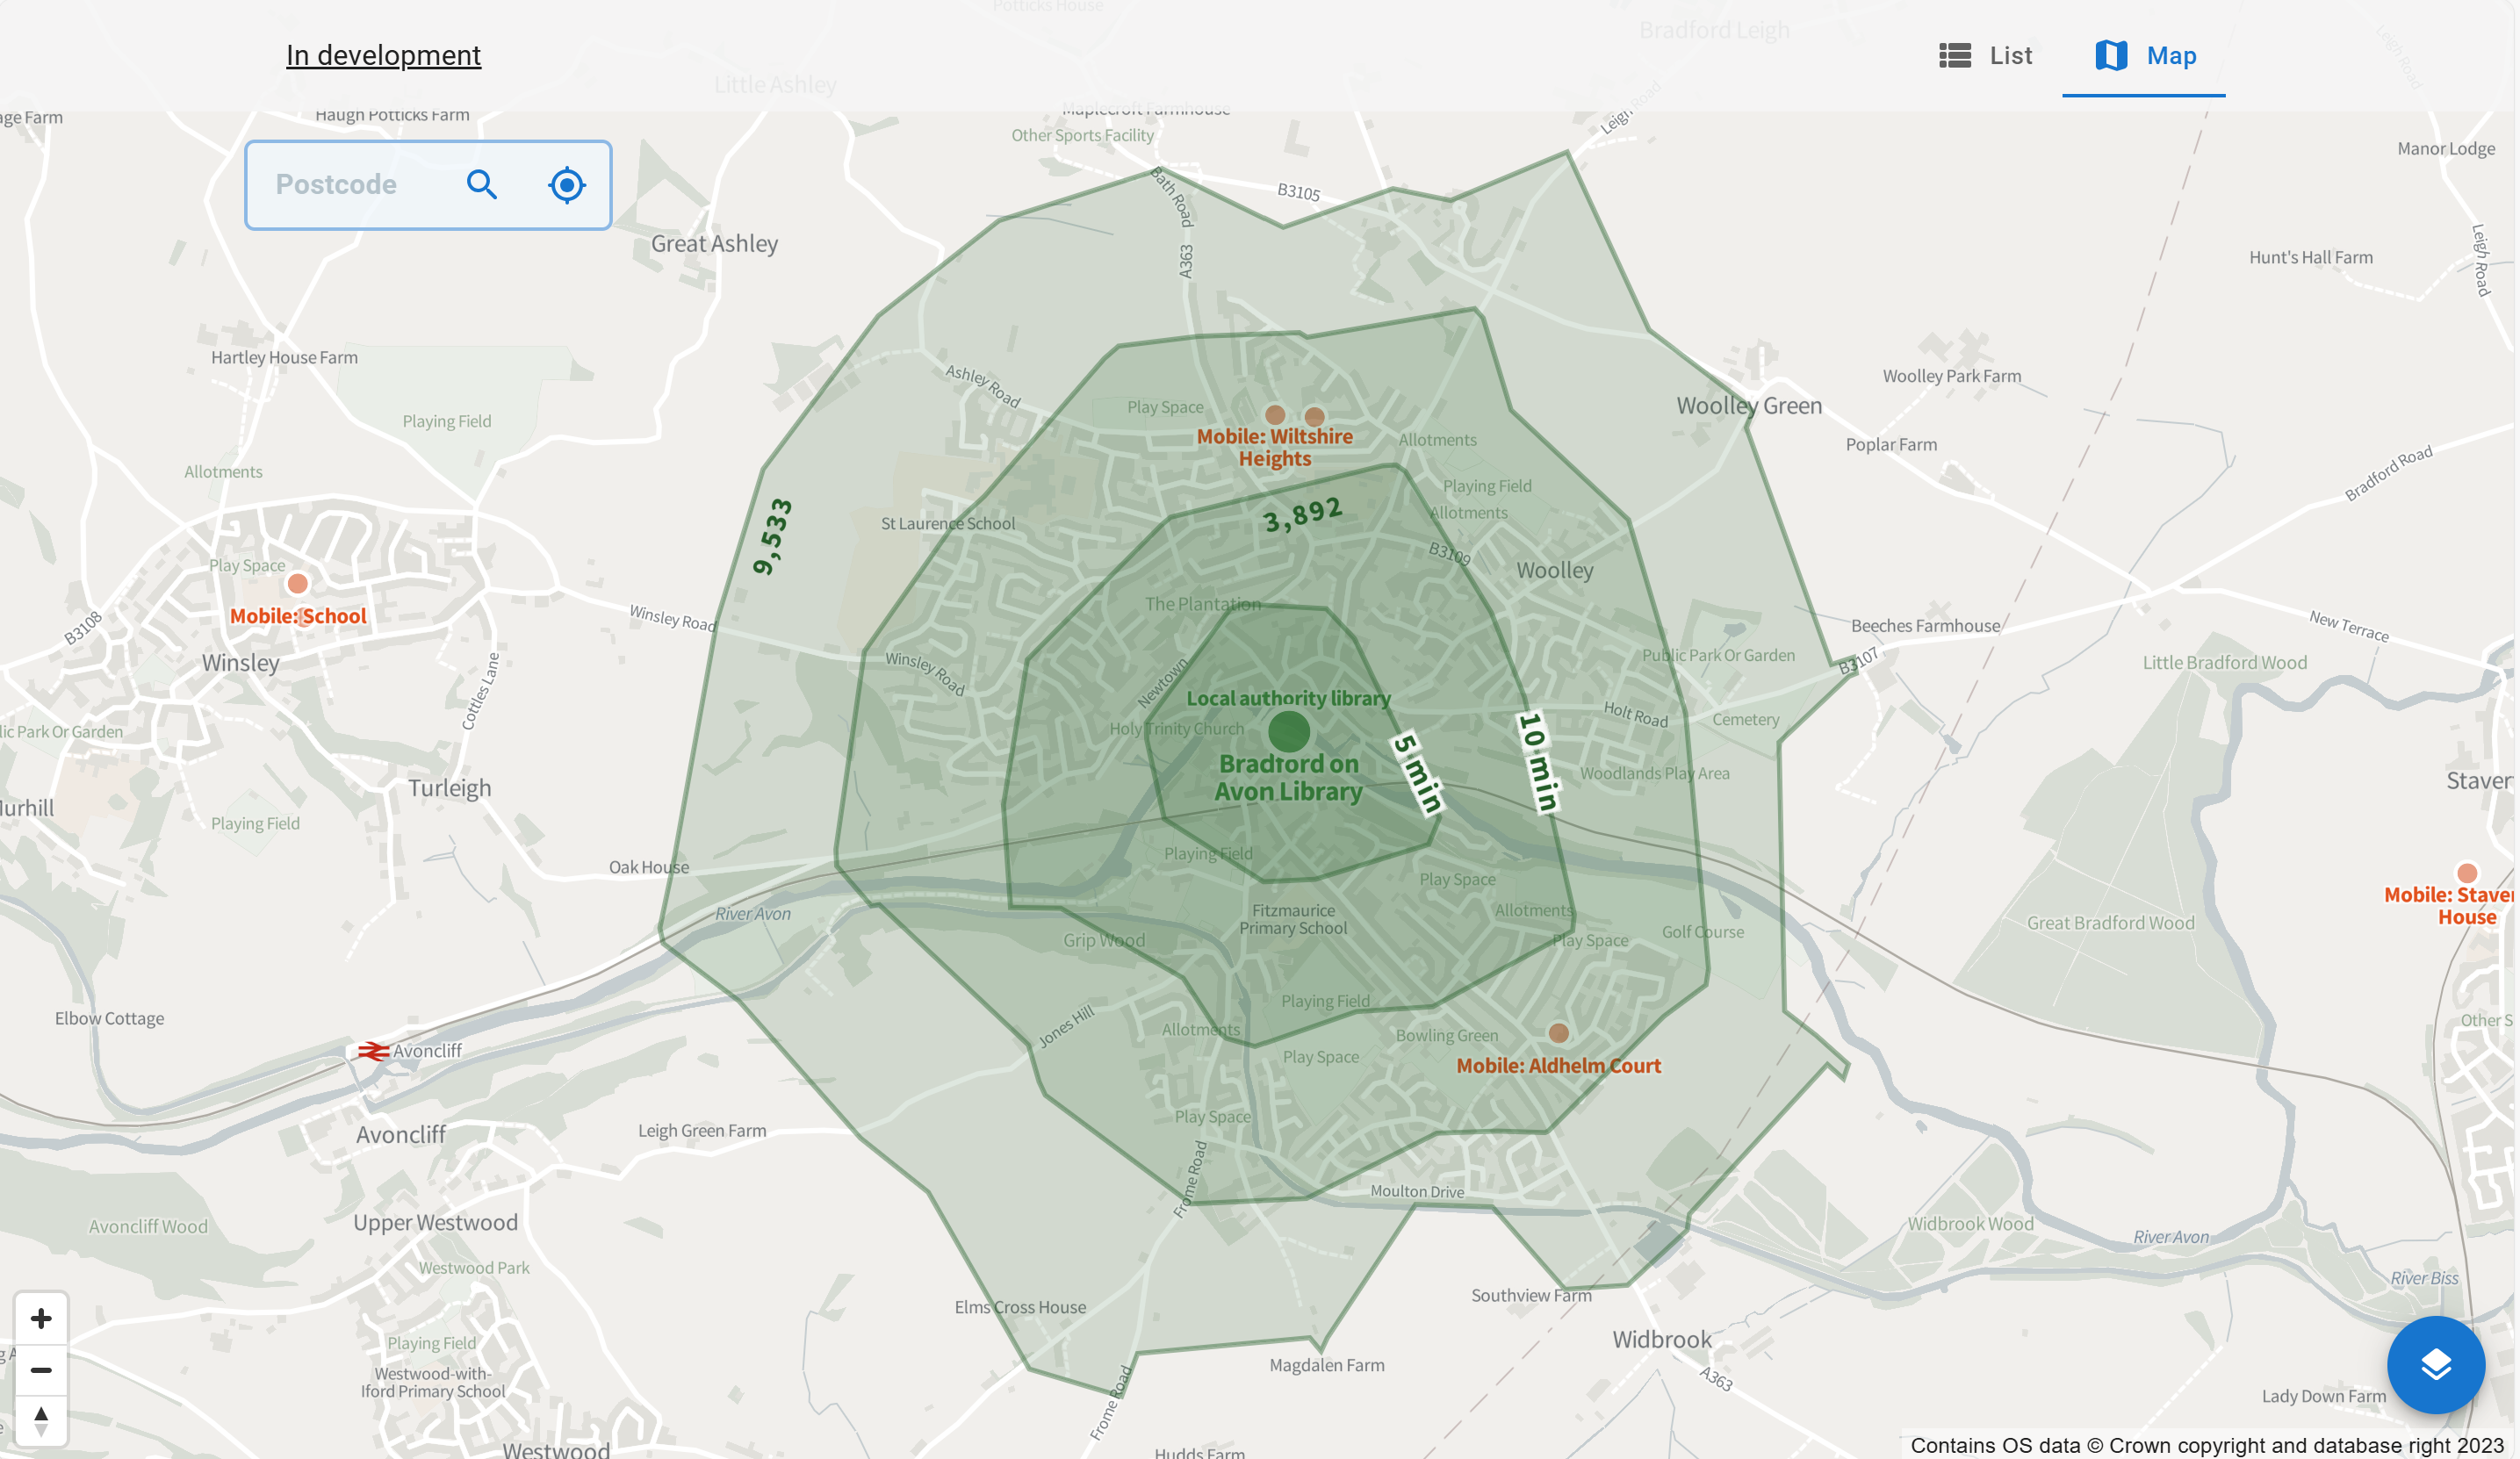 Potticks House
Bradford Leigh
In development
List
Map
Leigh Road
Little Ashley
Haugh Potticks Farm
Maplecroft Farmhouse
Leigh Road
Other Sports Facility
Manor Lodge
Postcode
Bath Road
B3105
Great Ashley
A363
Hunt's Hall Farm
Leigh Road
Hartley House Farm
Ashley Road
Woolley Park Farm
Play Space
Woolley Green
Playing Field
Mobile: Wiltshire
Heights
Allotments
Poplar Farm
Allotments
Bradford Road
Playing Field
9,533
3,892
Allotments
St Laurence School
B3109
Play Space
Woolley
Mobile: School
Winsley Road
The Plantation
Beeches Farmhouse
New Terrace
B3108
Winsley
Cottles Lane
Winsley Road
Newtown
Public Park Or Garden
B3107
Little Bradford Wood
Local authority library
Holt Road
Cemetery
Holy Trinity Church
5 min
10 min
Bradford on
Avon Library
Woodlands Play Area
Turleigh
Playing Field
Oak House
Playing Field
Play Space
Mobile:
House
River Avon
Fitzmaurice
Primary School
Allotments
Great Bradford Wood
Grip Wood
Play Space
Golf Course
Elbow Cottage
Playing Field
Jones Hill
Allotments
Bowling Green
Avoncliff
Play Space
Mobile: Aldhelm Court
Avoncliff
Leigh Green Farm
Play Space
Frome Road
Moulton Drive
Avoncliff Wood
Upper Westwood
Widbrook Wood
River Avon
Westwood Park
River Biss
Elms Cross House
Southview Farm
Widbrook
Playing Field
Magdalen Farm
Westwood-with-
Iford Primary School
A363
Frome Road
Lady Down Farm
Westwood
Hudds Farm
Contains OS data © Crown copyright and database right 2023